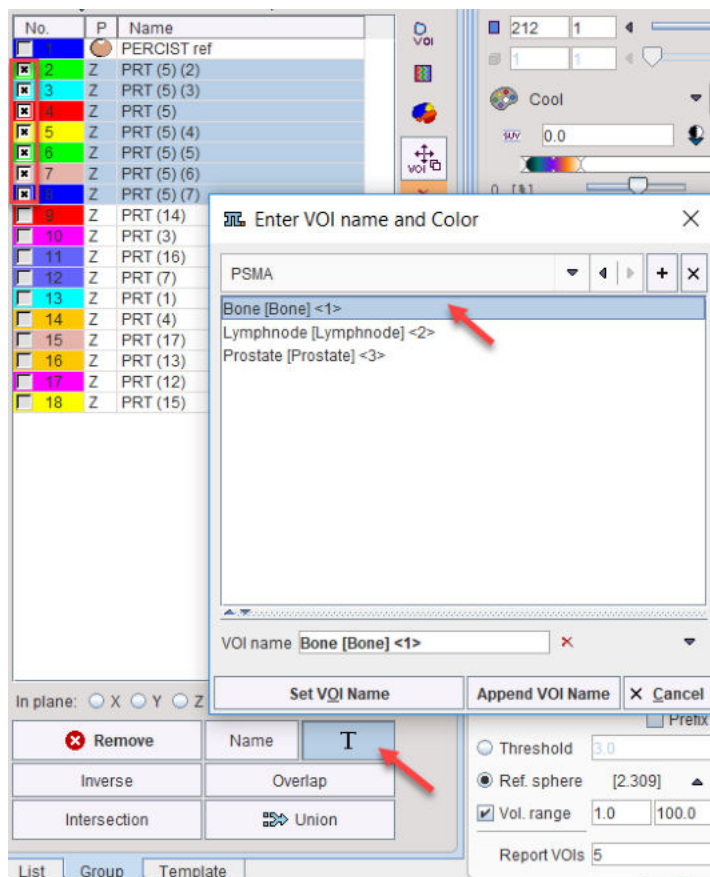 No. P Name
1 PERCIST ref
2 Z PRT (5) (2)
3 Z PRT (5) (3)
4 Z PRT (5)
5 Z PRT (5) (4)
6 Z PRT (5) (5)
7 Z PRT (5) (6)
8 Z PRT (5) (7)
9 Z PRT (14)
10 Z PRT (3)
11 Z PRT (16)
12 Z PRT (7)
13 Z PRT (1)
14 Z PRT (4)
15 Z PRT (17)
16 Z PRT (13)
17 Z PRT (12)
18 Z PRT (15)
VOI
VOI
212 1
1 1
Cool
SUV 0.0
0 [%]
Enter VOI name and Color
PSMA
Bone [Bone] <1>
Lymphnode [Lymphnode] <2>
Prostate [Prostate] <3>
VOI name Bone [Bone] <1>
Set VOI Name Append VOI Name Cancel
In plane: X Y Z
Prefix
Remove Name T
Inverse Overlap
Intersection Union
Threshold 3.0
Ref. sphere [2.309]
Vol. range 1.0 100.0
Report VOIs 5
List Group Template